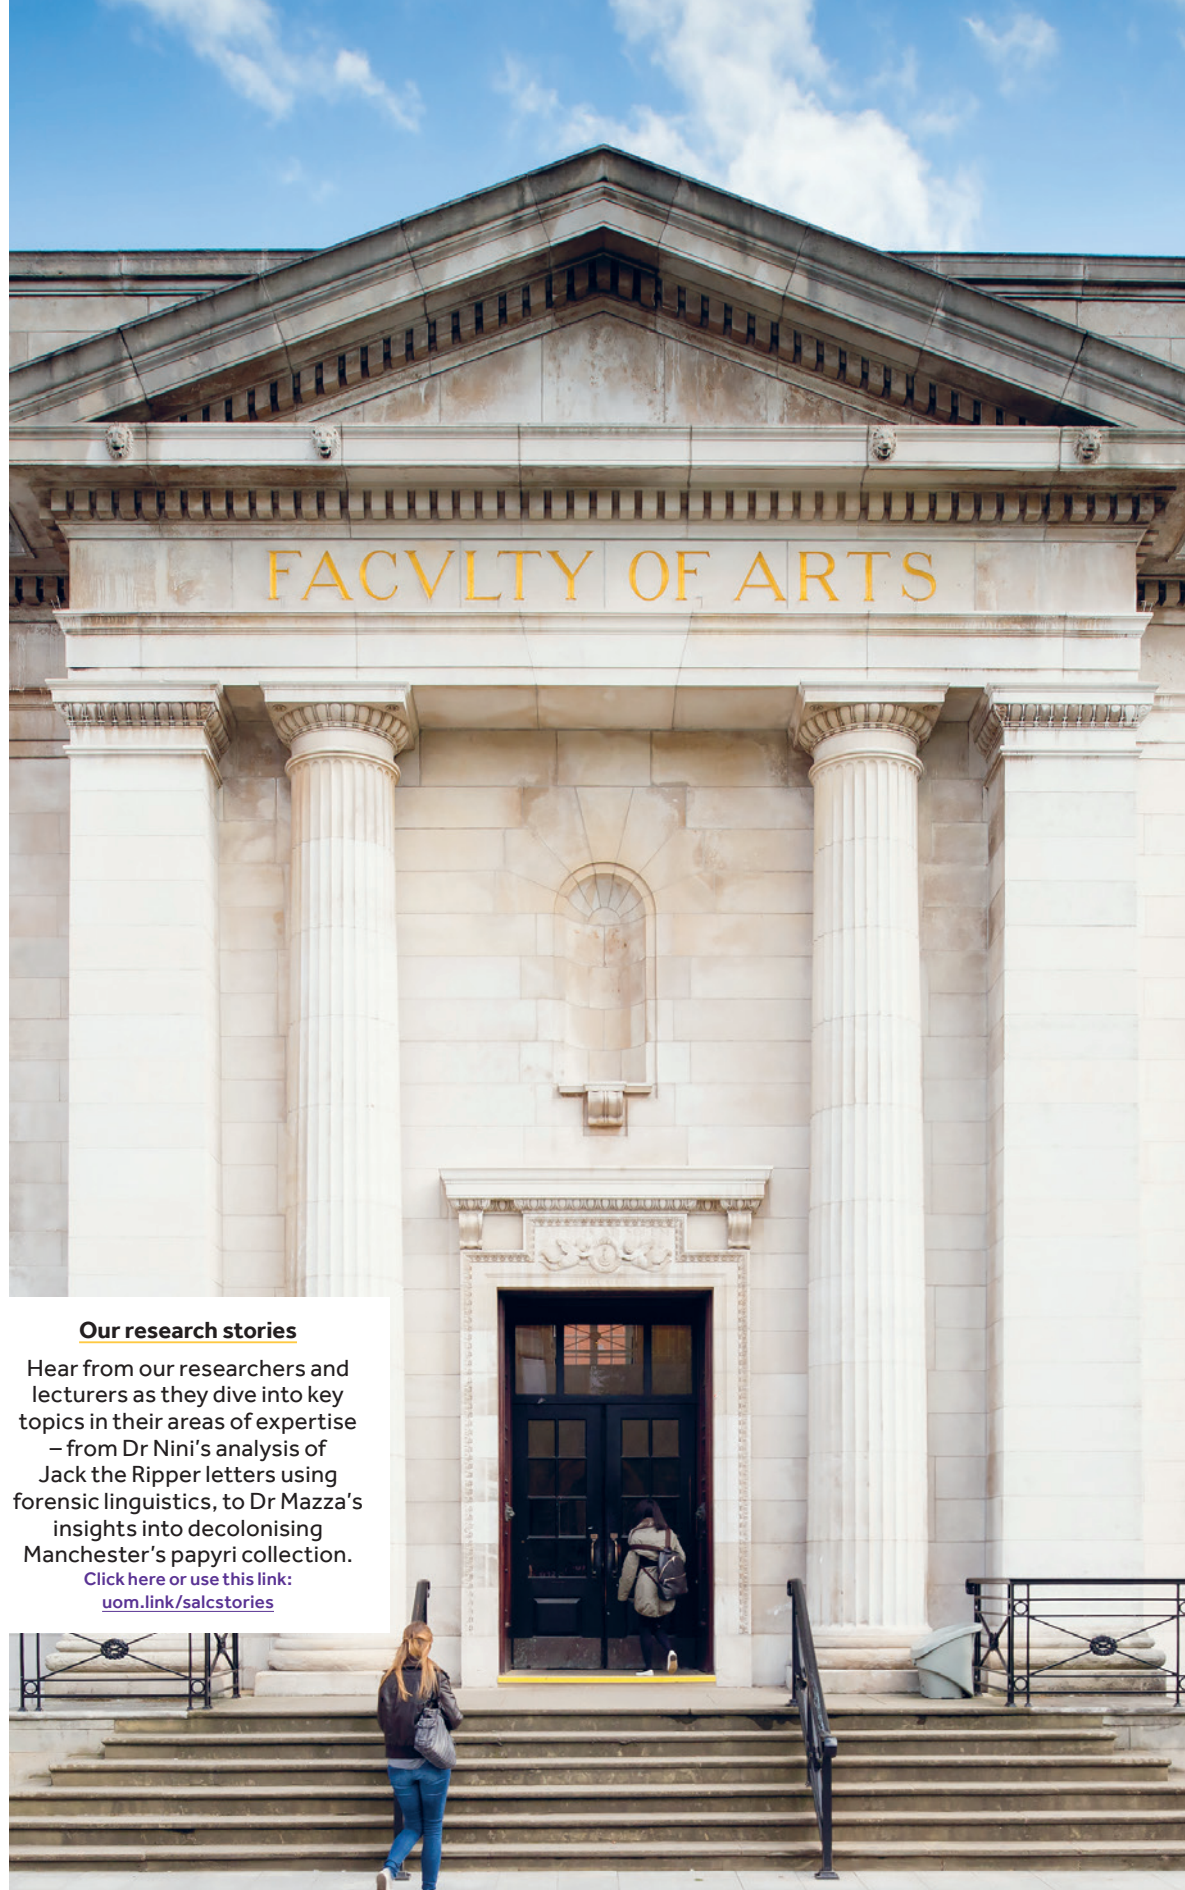 FACVLTY OF ARTS
Our research stories
Hear from our researchers and
lecturers as they dive into key
topics in their areas of expertise
– from Dr Nini's analysis of
Jack the Ripper letters using
forensic linguistics, to Dr Mazza's
insights into decolonising
Manchester's papyri collection.
Click here or use this link:
uom.link/salcstories